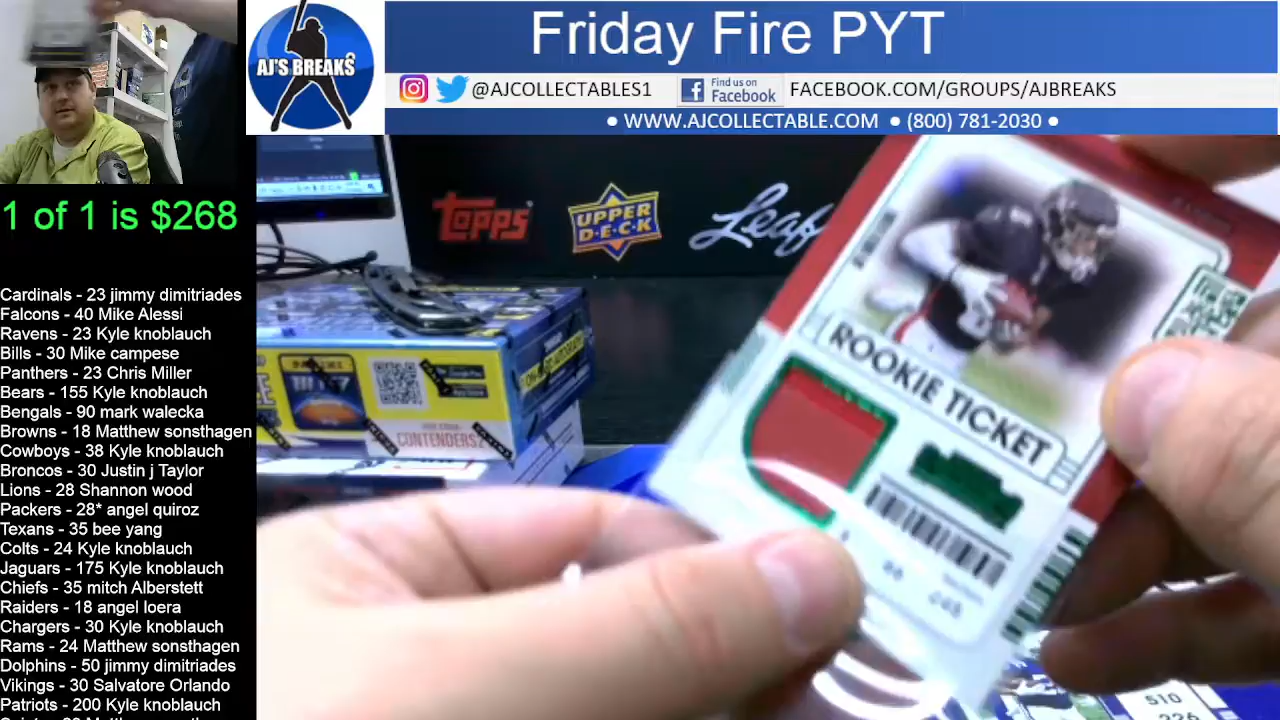 Friday Fire PYT
AJ'S BREAKS
@AJCOLLECTABLES1
Find us on
Facebook
FACEBOOK.COM/GROUPS/AJBREAKS
• WWW.AJCOLLECTABLE.COM • (800) 781-2030 •
1 of 1 is $268
TOPPS
UPPER
D.E.C.K
Leaf
ROOKIE TICKET
CONTENDERS
Cardinals - 23 jimmy dimitriades
Falcons - 40 Mike Alessi
Ravens - 23 Kyle knoblauch
Bills - 30 Mike campese
Panthers - 23 Chris Miller
Bears - 155 Kyle knoblauch
Bengals - 90 mark walecka
Browns - 18 Matthew sonsthagen
Cowboys - 38 Kyle knoblauch
Broncos - 30 Justin j Taylor
Lions - 28 Shannon wood
Packers - 28* angel quiroz
Texans - 35 bee yang
Colts - 24 Kyle knoblauch
Jaguars - 175 Kyle knoblauch
Chiefs - 35 mitch Alberstett
Raiders - 18 angel loera
Chargers - 30 Kyle knoblauch
Rams - 24 Matthew sonsthagen
Dolphins - 50 jimmy dimitriades
Vikings - 30 Salvatore Orlando
Patriots - 200 Kyle knoblauch
510
226